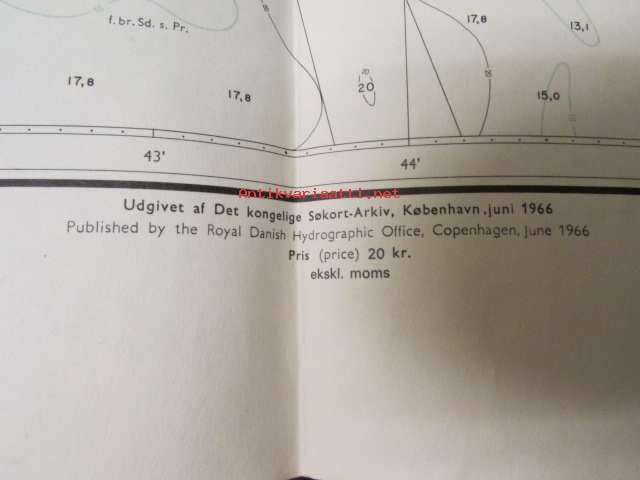 f. br. Sd. s. Pr.
17,8
13,1
17,8
17,8
20
20
15,0
43'
44'
Antikvariaatti.net
Udgivet af Det kongelige Søkort-Arkiv, København, juni 1966
Published by the Royal Danish Hydrographic Office, Copenhagen, June 1966
Pris (price) 20 kr.
ekskl. moms